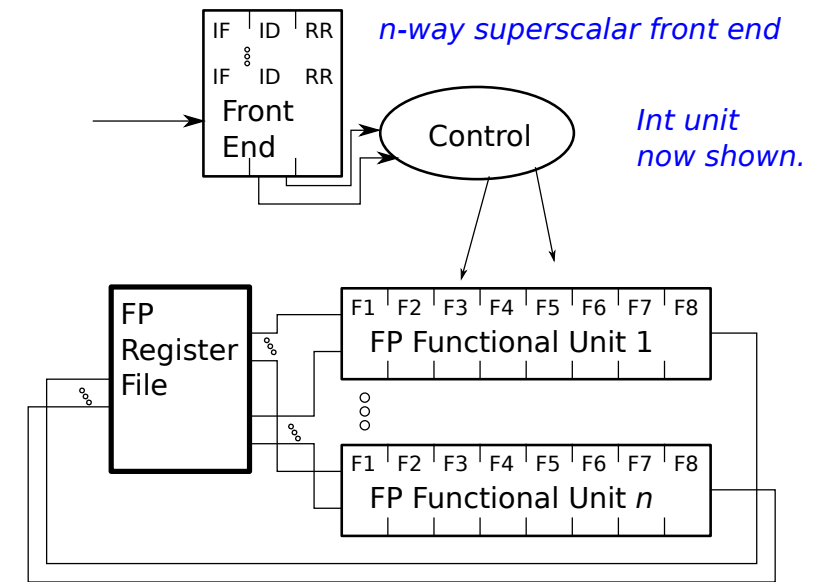 IF ID RR
n-way superscalar front end
IF ID RR
Front
End
Control
Int unit
now shown.
FP
Register
File
F1 F2 F3 F4 F5 F6 F7 F8
FP Functional Unit 1
F1 F2 F3 F4 F5 F6 F7 F8
FP Functional Unit n